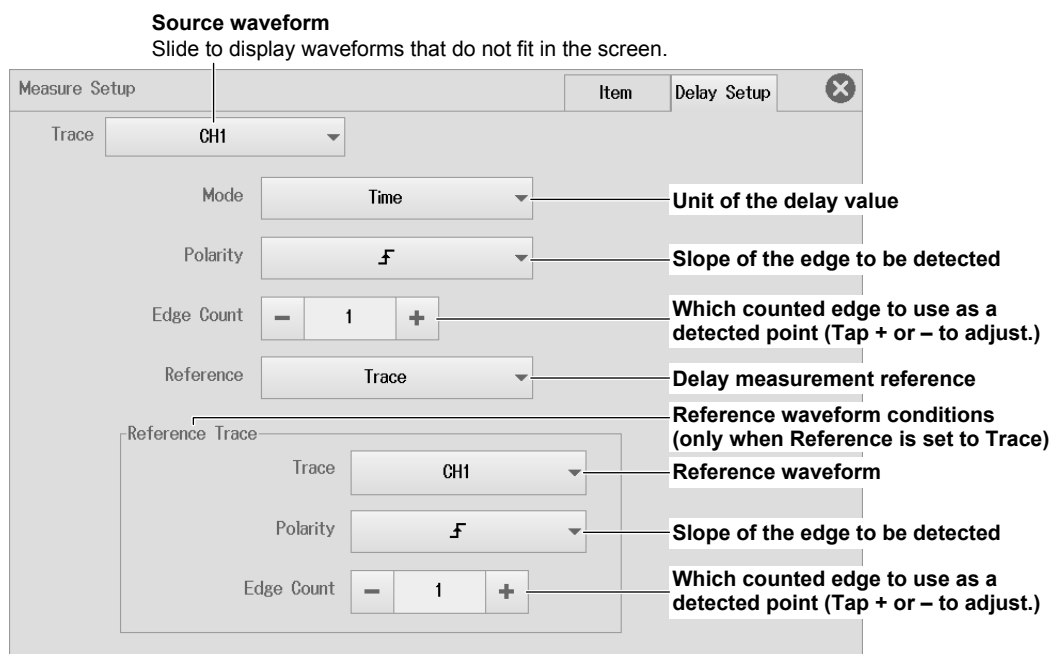 Source waveform
Slide to display waveforms that do not fit in the screen.
Measure Setup
Item
Delay Setup
Trace
CH1
Mode
Time
Unit of the delay value
Polarity
Slope of the edge to be detected
Edge Count
−
1
+
Which counted edge to use as a
detected point (Tap + or – to adjust.)
Reference
Trace
Delay measurement reference
Reference waveform conditions
(only when Reference is set to Trace)
Reference Trace
Trace
CH1
Reference waveform
Polarity
Slope of the edge to be detected
Edge Count
−
1
+
Which counted edge to use as a
detected point (Tap + or – to adjust.)